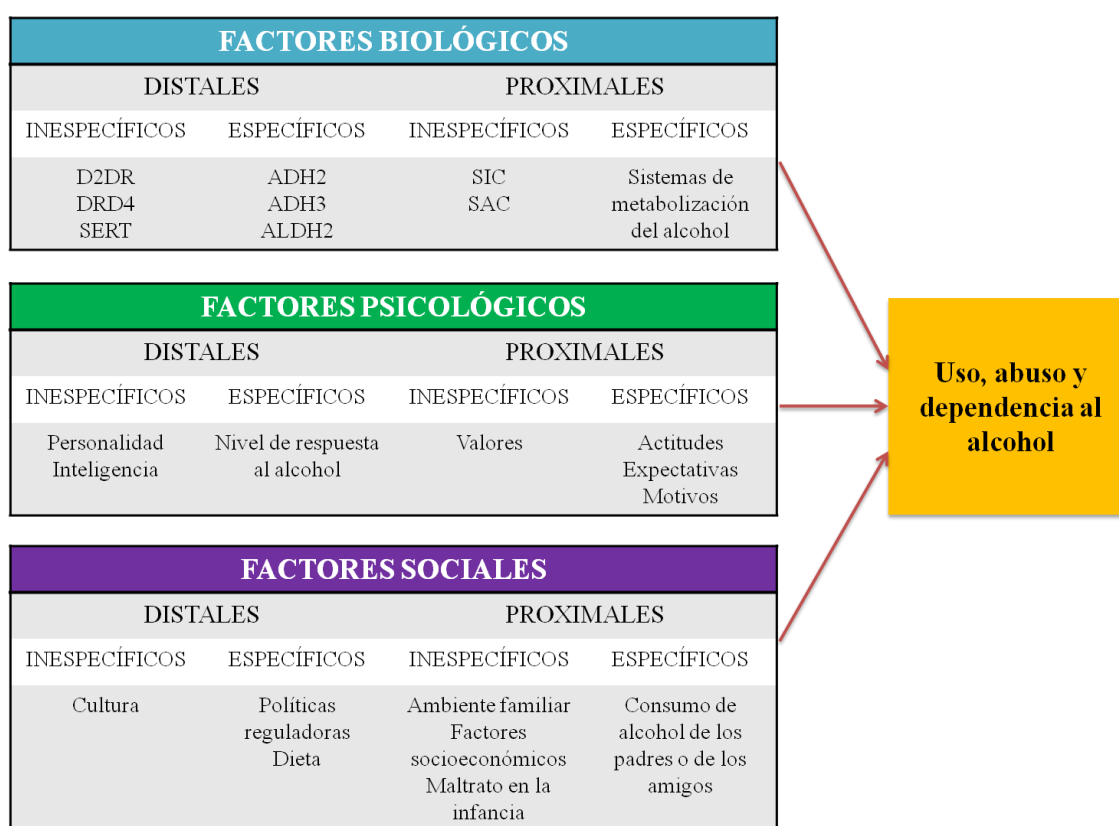 FACTORES BIOLÓGICOS
DISTALES PROXIMALES
INESPECÍFICOS ESPECÍFICOS INESPECÍFICOS ESPECÍFICOS
D2DR ADH2 SIC Sistemas de
DRD4 ADH3 SAC metabolización
SERT ALDH2 del alcohol
FACTORES PSICOLÓGICOS
DISTALES PROXIMALES
INESPECÍFICOS ESPECÍFICOS INESPECÍFICOS ESPECÍFICOS
Personalidad Nivel de respuesta Valores Actitudes
Inteligencia al alcohol Expectativas
Motivos
Uso, abuso y
dependencia al
alcohol
FACTORES SOCIALES
DISTALES PROXIMALES
INESPECÍFICOS ESPECÍFICOS INESPECÍFICOS ESPECÍFICOS
Cultura Políticas Ambiente familiar Consumo de
reguladoras Factores alcohol de los
Dieta socioeconómicos padres o de los
Maltrato en la amigos
infancia